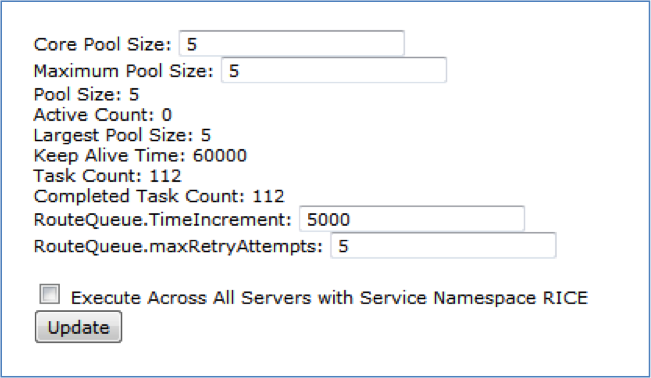 Core Pool Size: 5
Maximum Pool Size: 5
Pool Size: 5
Active Count: 0
Largest Pool Size: 5
Keep Alive Time: 60000
Task Count: 112
Completed Task Count: 112
RouteQueue.TimeIncrement: 5000
RouteQueue.maxRetryAttempts: 5
Execute Across All Servers with Service Namespace RICE
Update